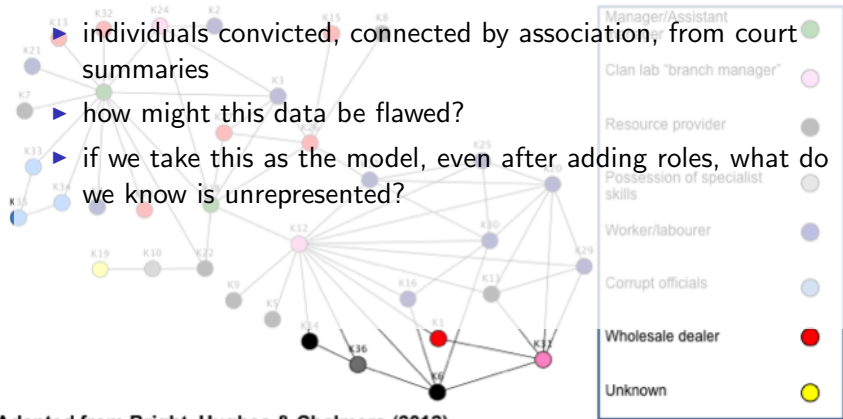 K13
K32
K24
K2
K15
K8
▶ individuals convicted, connected by association, from court
summaries
▶ how might this data be flawed?
▶ if we take this as the model, even after adding roles, what do
we know is unrepresented?
K21
K7
K33
K34
K3
K25
K20
K12
K30
K29
K19
K10
K22
K9
K5
K16
K11
K14
K36
K1
K6
K31
Manager/Assistant
Clan lab "branch manager"
Resource provider
Possession of specialist
skills
Worker/labourer
Corrupt officials
Wholesale dealer
Unknown